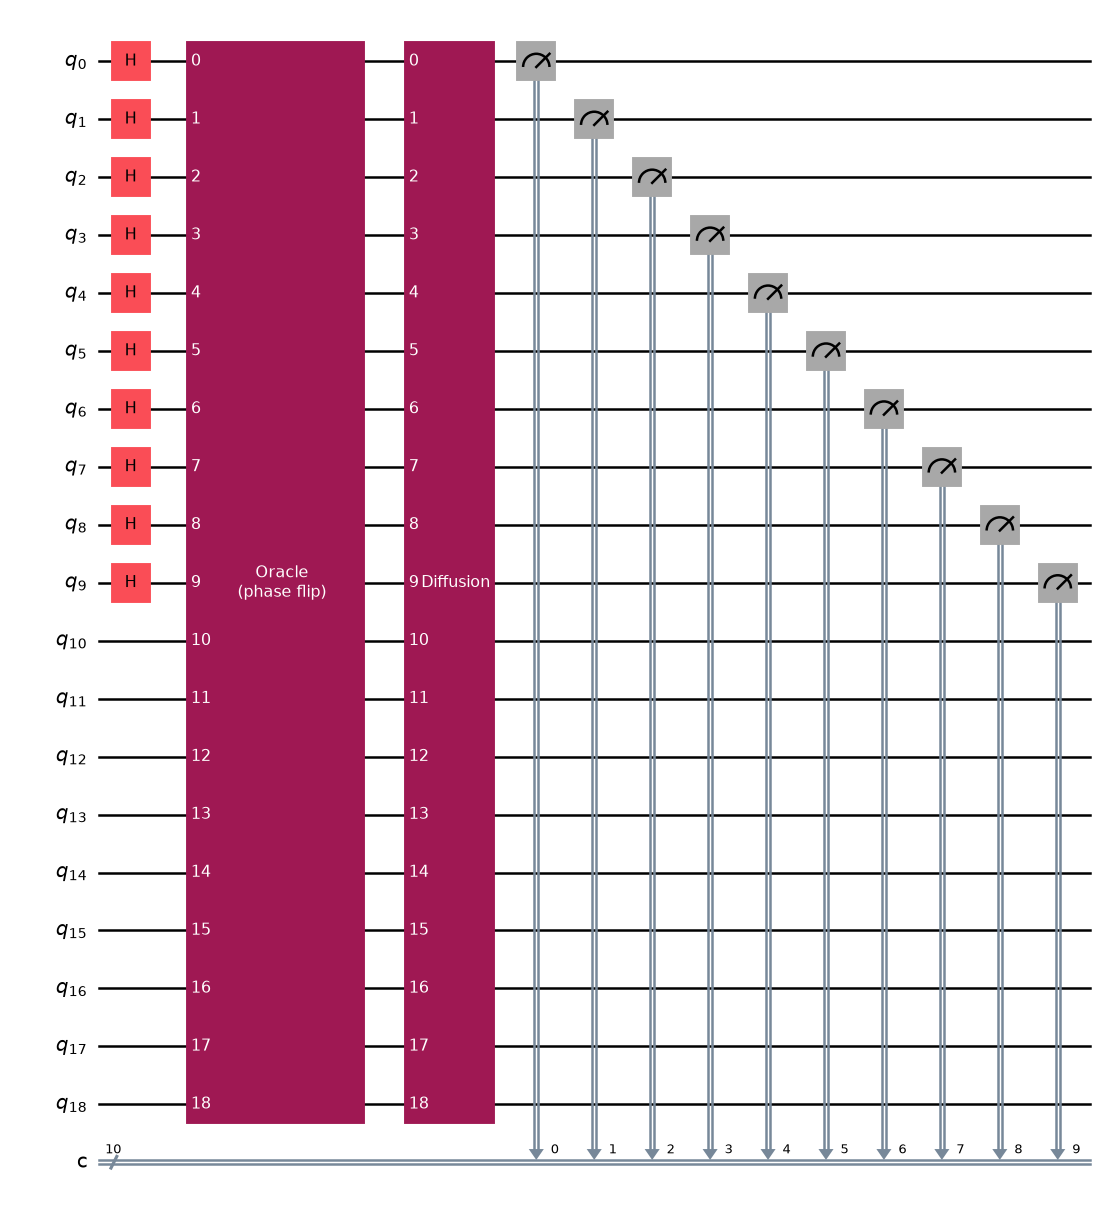 q0 H 0 0
q1 H 1 1
q2 H 2 2
q3 H 3 3
q4 H 4 4
q5 H 5 5
q6 H 6 6
q7 H 7 7
q8 H 8 8
q9 H 9 Oracle 9 Diffusion
(phase flip)
q10 10 10
q11 11 11
q12 12 12
q13 13 13
q14 14 14
q15 15 15
q16 16 16
q17 17 17
q18 18 18
c 10 0 1 2 3 4 5 6 7 8 9